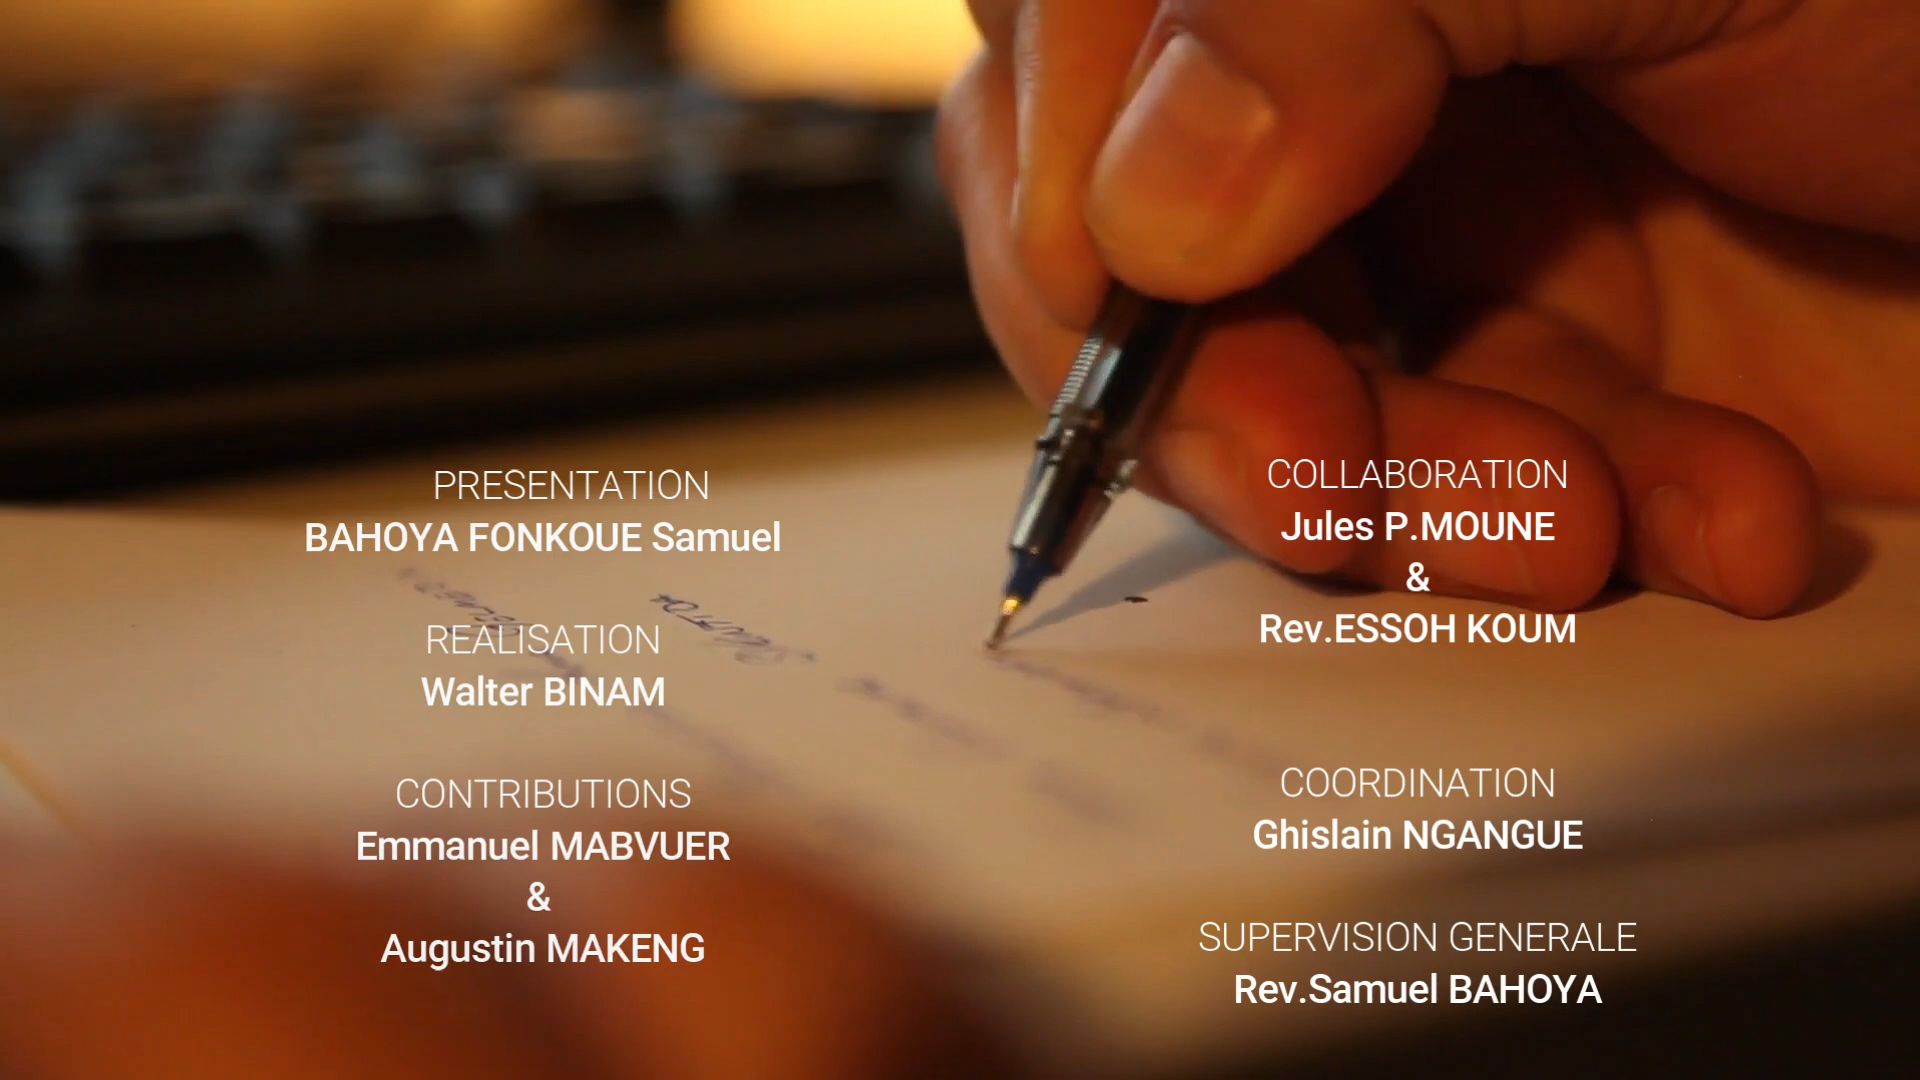 PRESENTATION
BAHOYA FONKOUE Samuel
REALISATION
Walter BINAM
CONTRIBUTIONS
Emmanuel MABVUER
&
Augustin MAKENG
COLLABORATION
Jules P.MOUNE
&
Rev.ESSOH KOUM
COORDINATION
Ghislain NGANGUE
SUPERVISION GENERALE
Rev.Samuel BAHOYA